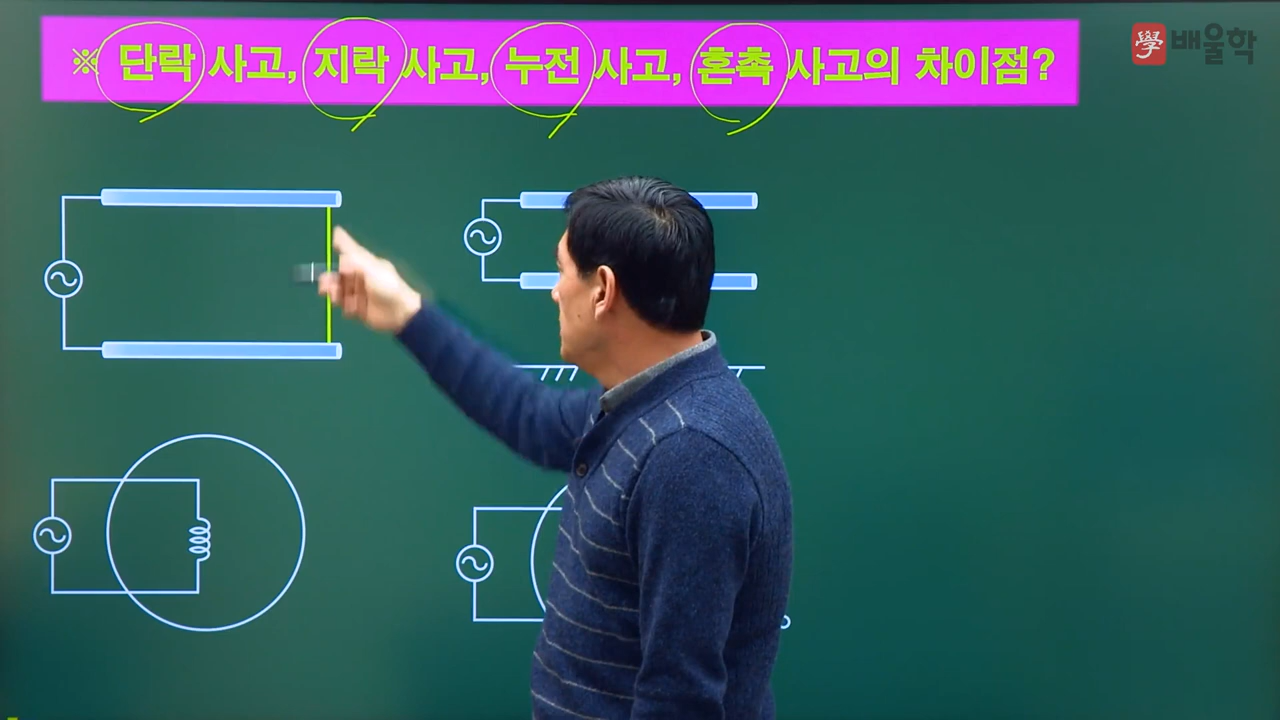 ※ 단락 사고, 지락 사고, 누전 사고, 혼촉 사고의 차이점?
學 배울학